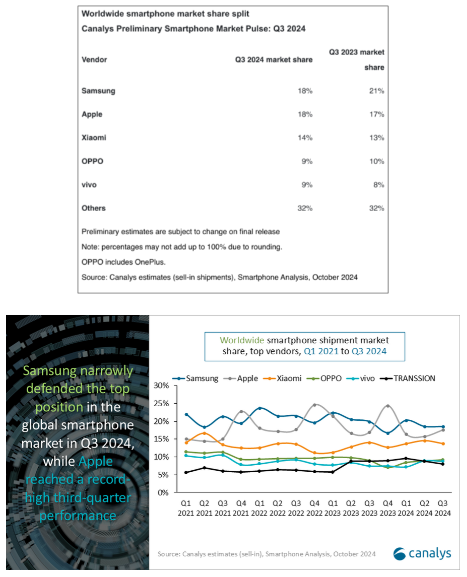 Worldwide smartphone market share split
Canalys Preliminary Smartphone Market Pulse: Q3 2024
Vendor Q3 2024 market share Q3 2023 market share
Samsung 18% 21%
Apple 18% 17%
Xiaomi 14% 13%
OPPO 9% 10%
vivo 9% 8%
Others 32% 32%
Preliminary estimates are subject to change on final release
Note: percentages may not add up to 100% due to rounding.
OPPO includes OnePlus.
Source: Canalys estimates (sell-in shipments), Smartphone Analysis, October 2024
Samsung narrowly
defended the top
position in the
global smartphone
market in Q3 2024,
while Apple
reached a record-
high third-quarter
performance
Worldwide smartphone shipment market
share, top vendors, Q1 2021 to Q3 2024
Samsung Apple Xiaomi OPPO vivo TRANSSION
30%
25%
20%
15%
10%
5%
0%
Q1 Q2 Q3 Q4 Q1 Q2 Q3 Q4 Q1 Q2 Q3 Q4 Q1 Q2 Q3
2021 2021 2021 2021 2022 2022 2022 2022 2023 2023 2023 2023 2024 2024 2024
Source: Canalys estimates (sell-in), Smartphone Analysis, October 2024
canalys